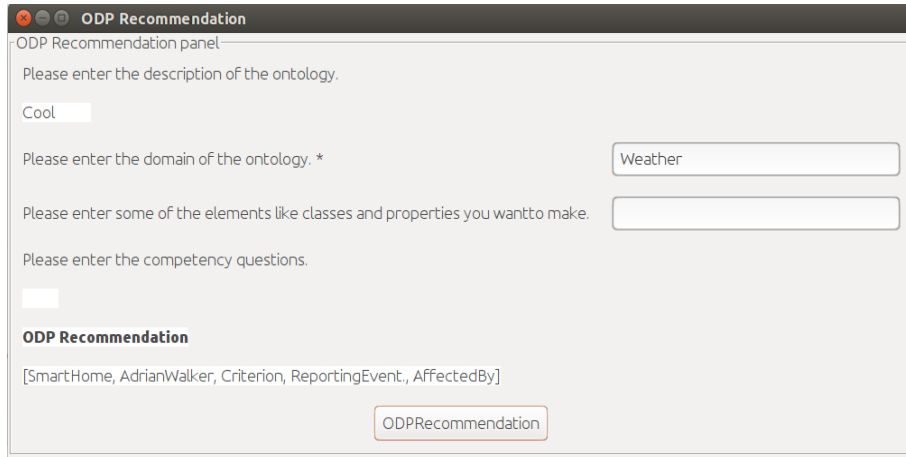 ODP Recommendation
ODP Recommendation panel
Please enter the description of the ontology.
Cool
Please enter the domain of the ontology. * Weather
Please enter some of the elements like classes and properties you wantto make.
Please enter the competency questions.
ODP Recommendation
[SmartHome, AdrianWalker, Criterion, ReportingEvent., AffectedBy]
ODPRecommendation